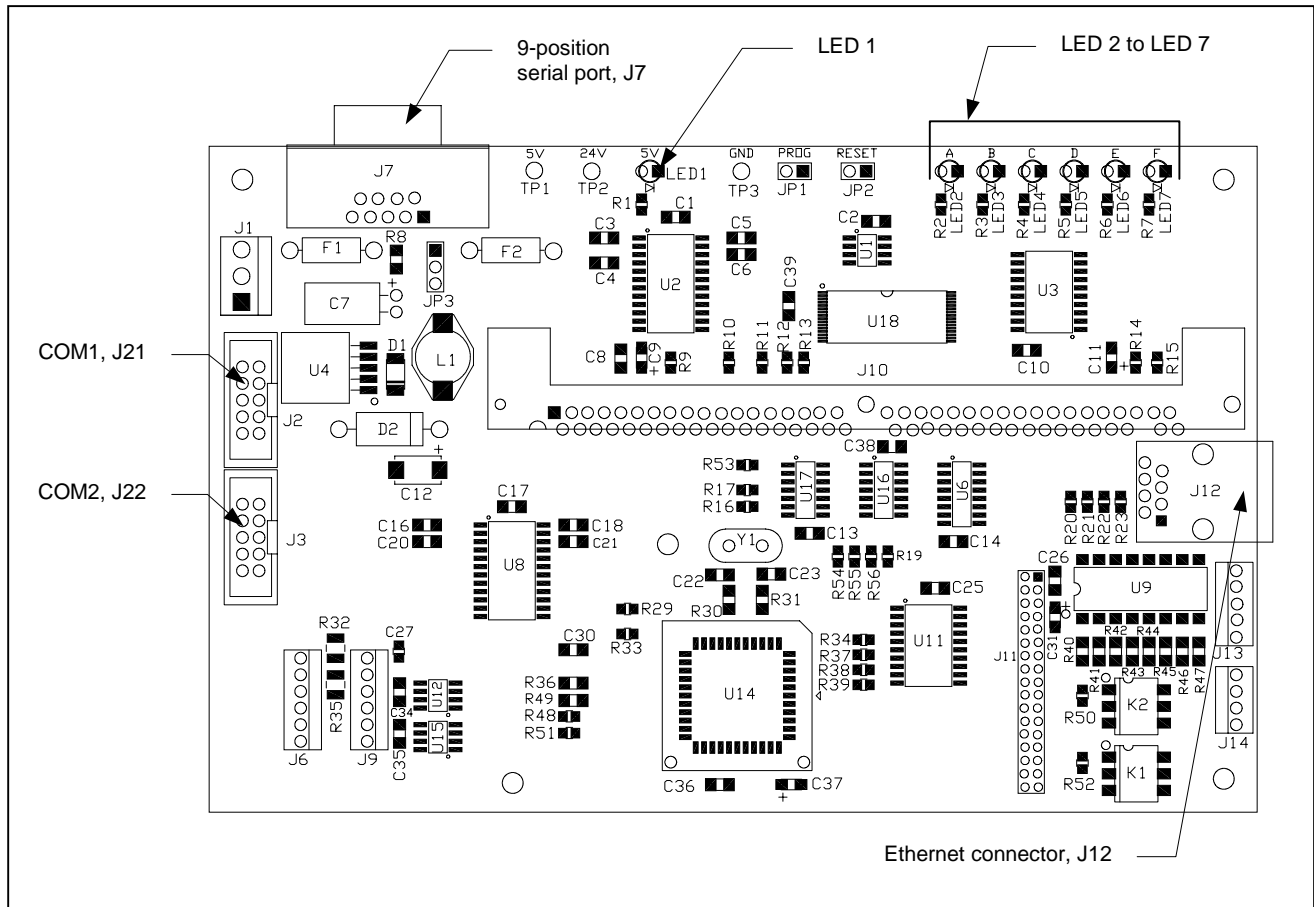 9-position
serial port, J7
LED 1
LED 2 to LED 7
5V
24V
5V
GND
PROG
RESET
A
B
C
D
E
F
J7
TP1
TP2
LED1
TP3
JP1
JP2
R1
C1
C2
R2
LED2
R3
LED3
R4
LED4
R5
LED5
R6
LED6
R7
LED7
J1
F1
R8
F2
C3
C4
C5
C6
U1
U2
U3
C7
+
JP3
C39
U18
COM1, J21
U4
D1
L1
C8
C9
+
R9
R10
R11
R12
R13
J10
C10
C11
+
R14
R15
J2
D2
+
C12
C38
R53
R17
R16
U17
U16
U6
J12
COM2, J22
J3
C17
C16
C20
C18
C21
U8
Y1
C13
C14
R20
R21
R22
R23
C22
C23
R54
R55
R56
R19
C25
C26
U9
R30
R31
R29
R33
U11
J11
+
C31
R42
R44
R40
R41
R43
R45
R46
R47
J13
R32
C27
C30
R34
R37
R38
R39
R35
C34
U12
U15
C35
R36
R49
R48
R51
U14
R50
K2
J14
J6
J9
C36
+
C37
R52
K1
Ethernet connector, J12